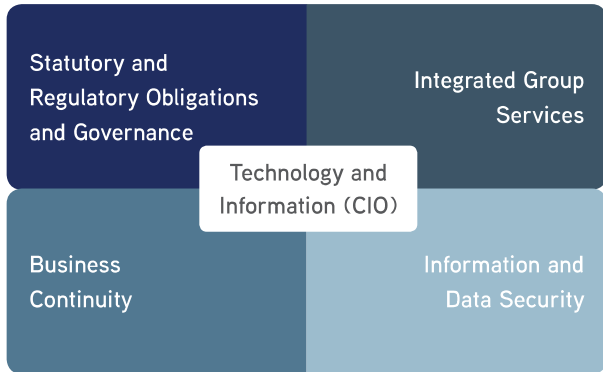 Statutory and
Regulatory Obligations
and Governance
Integrated Group
Services
Technology and
Information (CIO)
Business
Continuity
Information and
Data Security